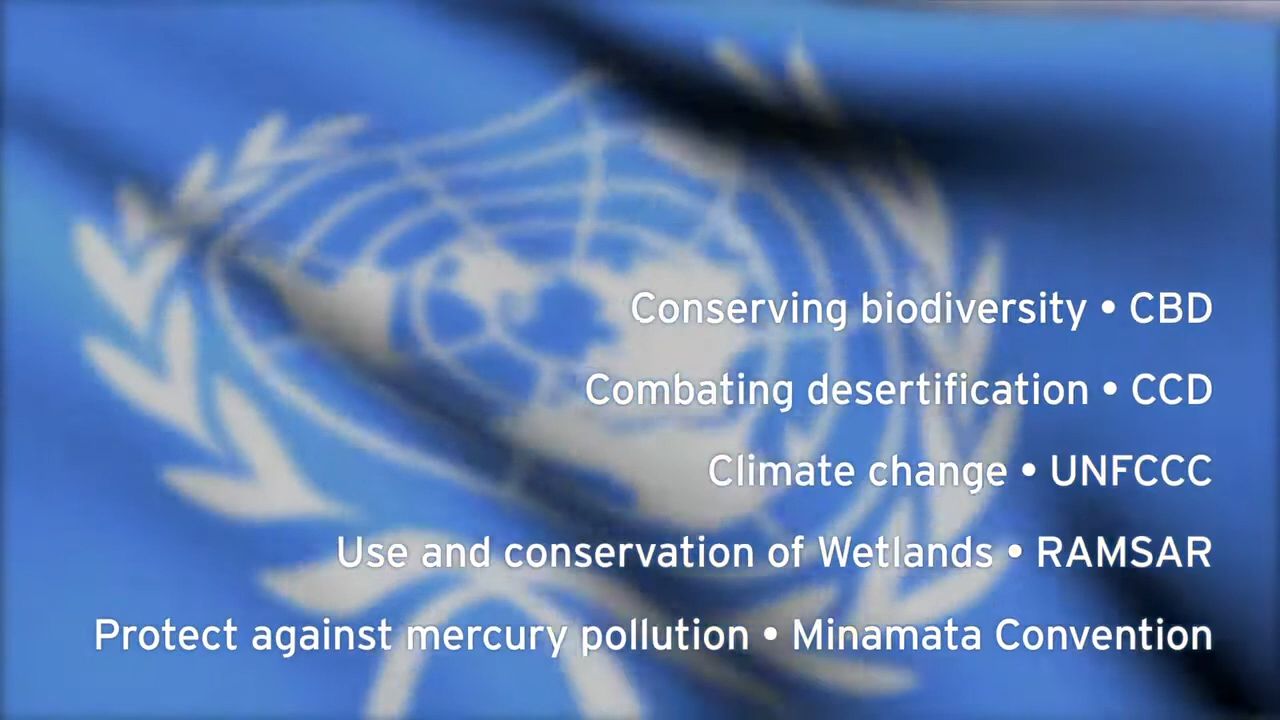 Conserving biodiversity • CBD
Combating desertification • CCD
Climate change • UNFCCC
Use and conservation of Wetlands • RAMSAR
Protect against mercury pollution • Minamata Convention